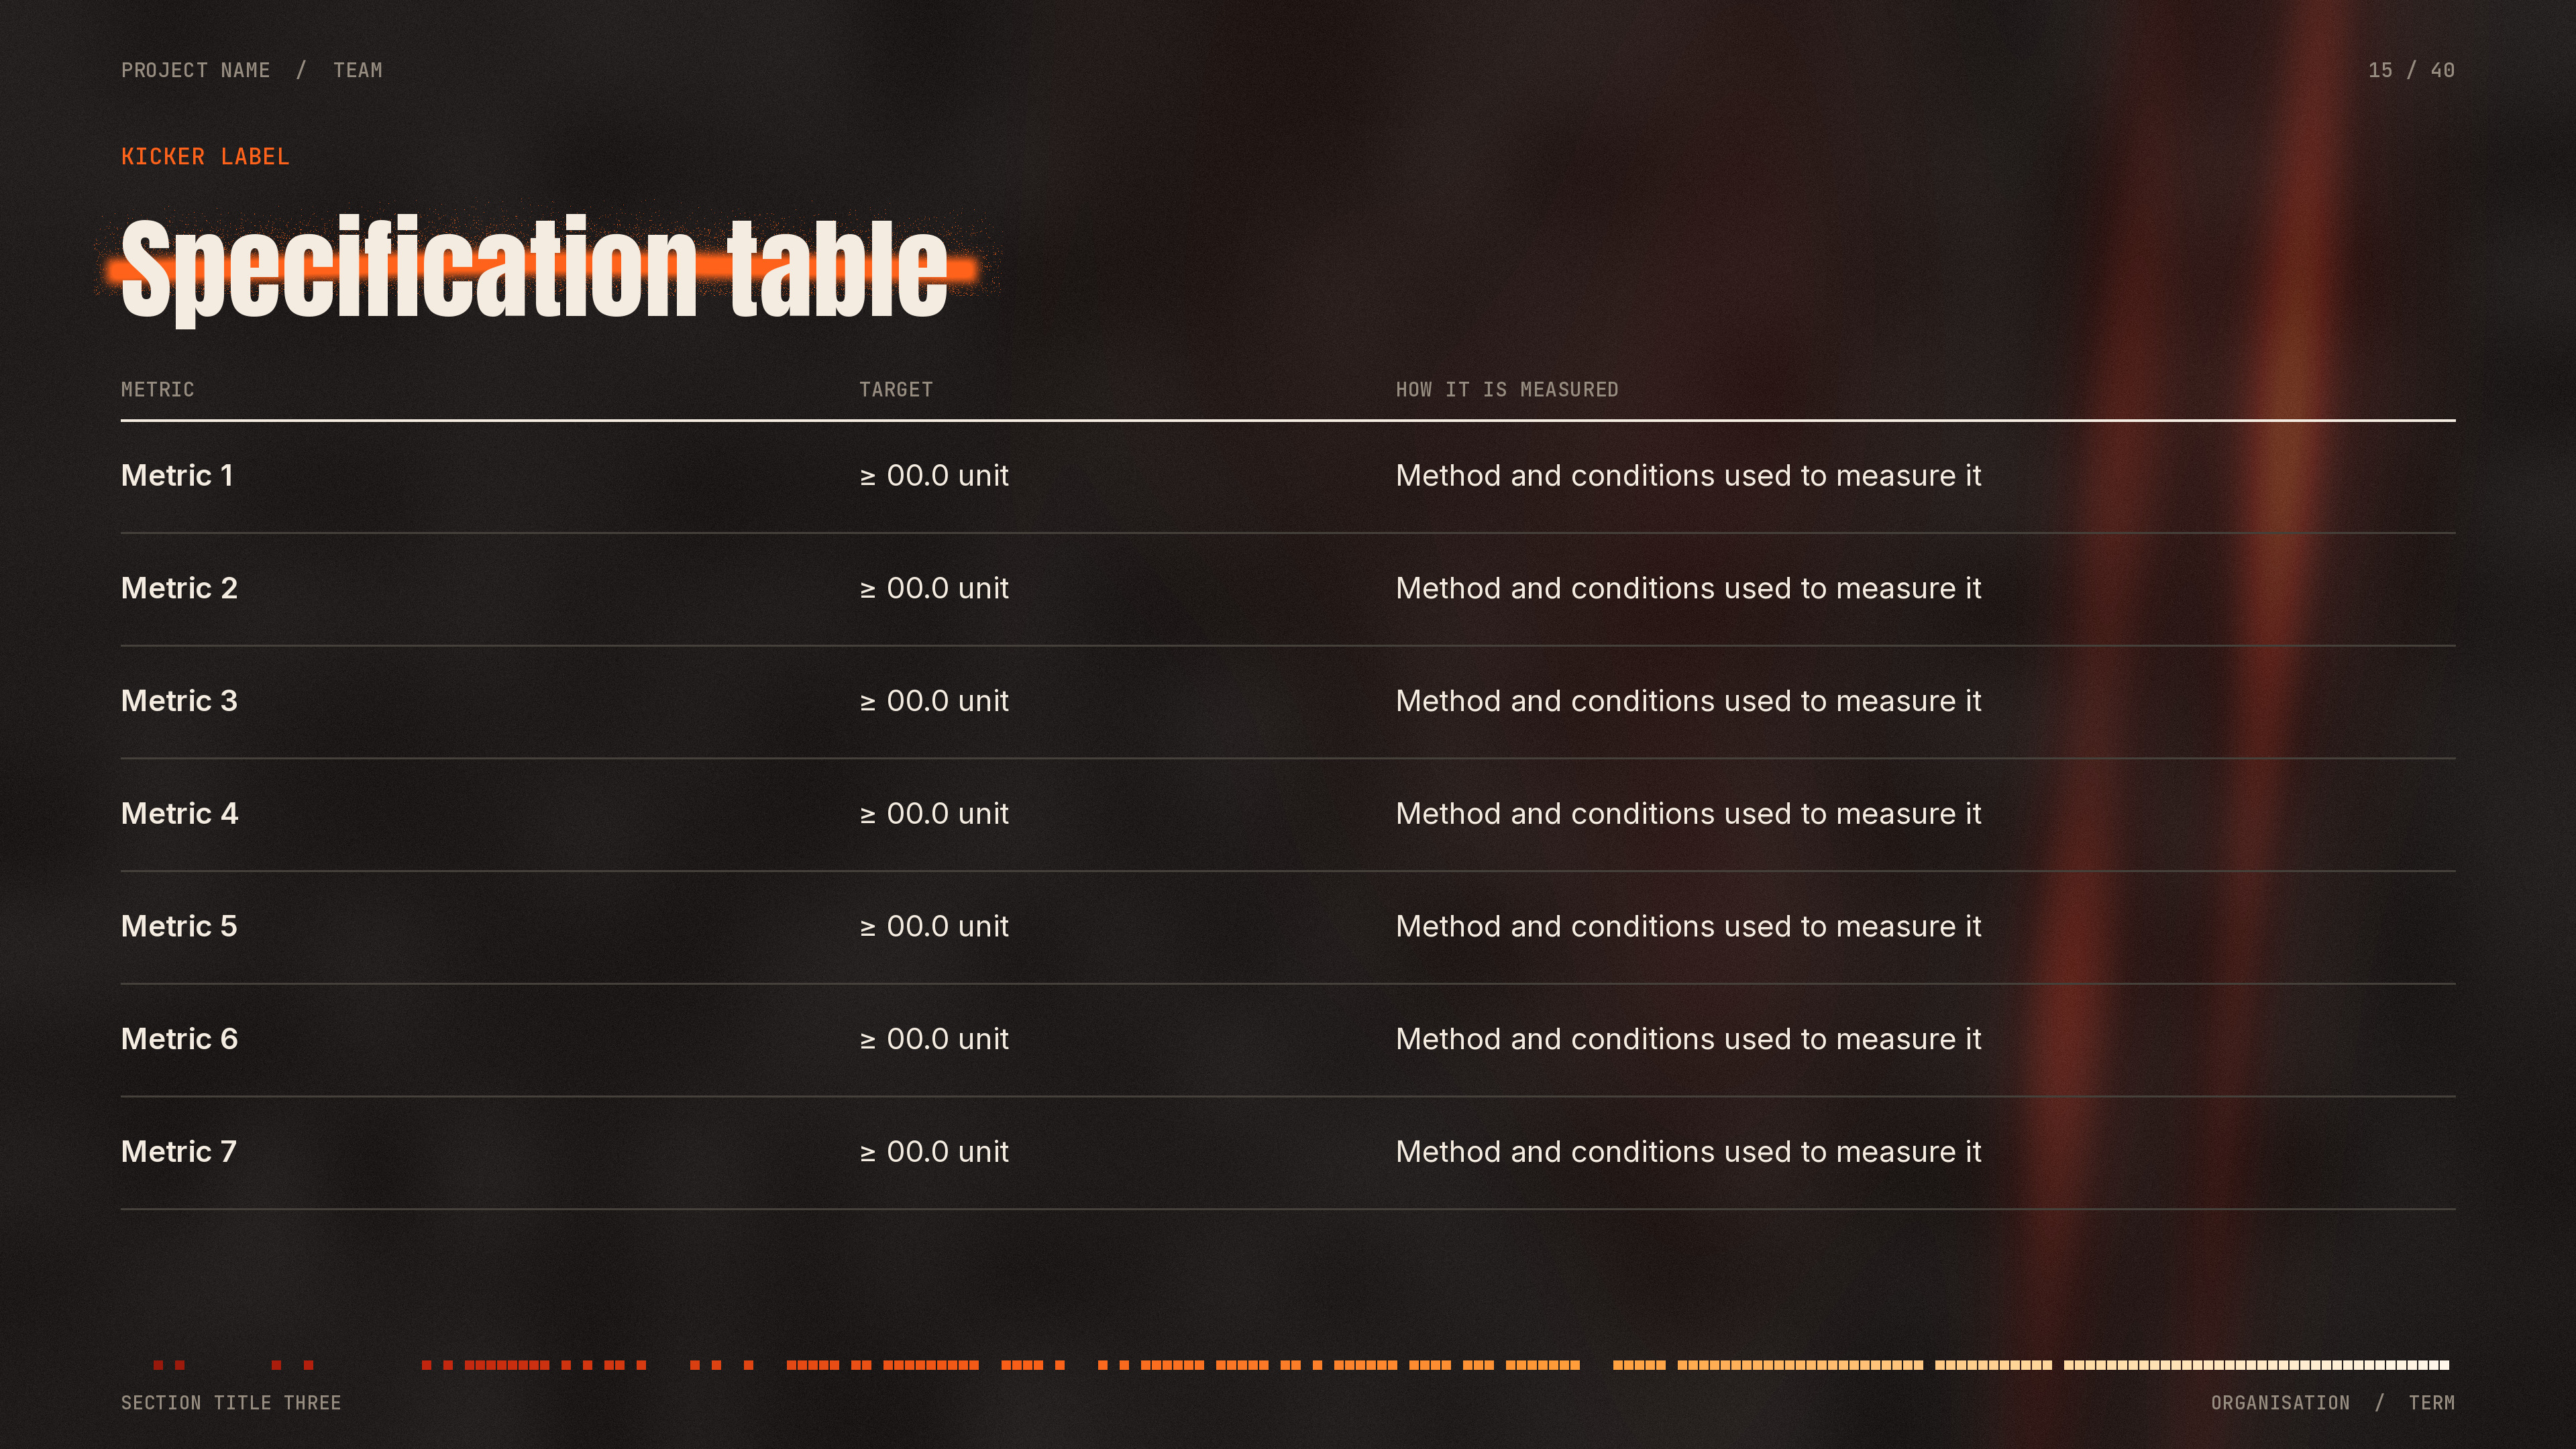 PROJECT NAME / TEAM
15 / 40
KICKER LABEL
Specification table
METRIC TARGET HOW IT IS MEASURED
Metric 1 ≥ 00.0 unit Method and conditions used to measure it
Metric 2 ≥ 00.0 unit Method and conditions used to measure it
Metric 3 ≥ 00.0 unit Method and conditions used to measure it
Metric 4 ≥ 00.0 unit Method and conditions used to measure it
Metric 5 ≥ 00.0 unit Method and conditions used to measure it
Metric 6 ≥ 00.0 unit Method and conditions used to measure it
Metric 7 ≥ 00.0 unit Method and conditions used to measure it
SECTION TITLE THREE
ORGANISATION / TERM